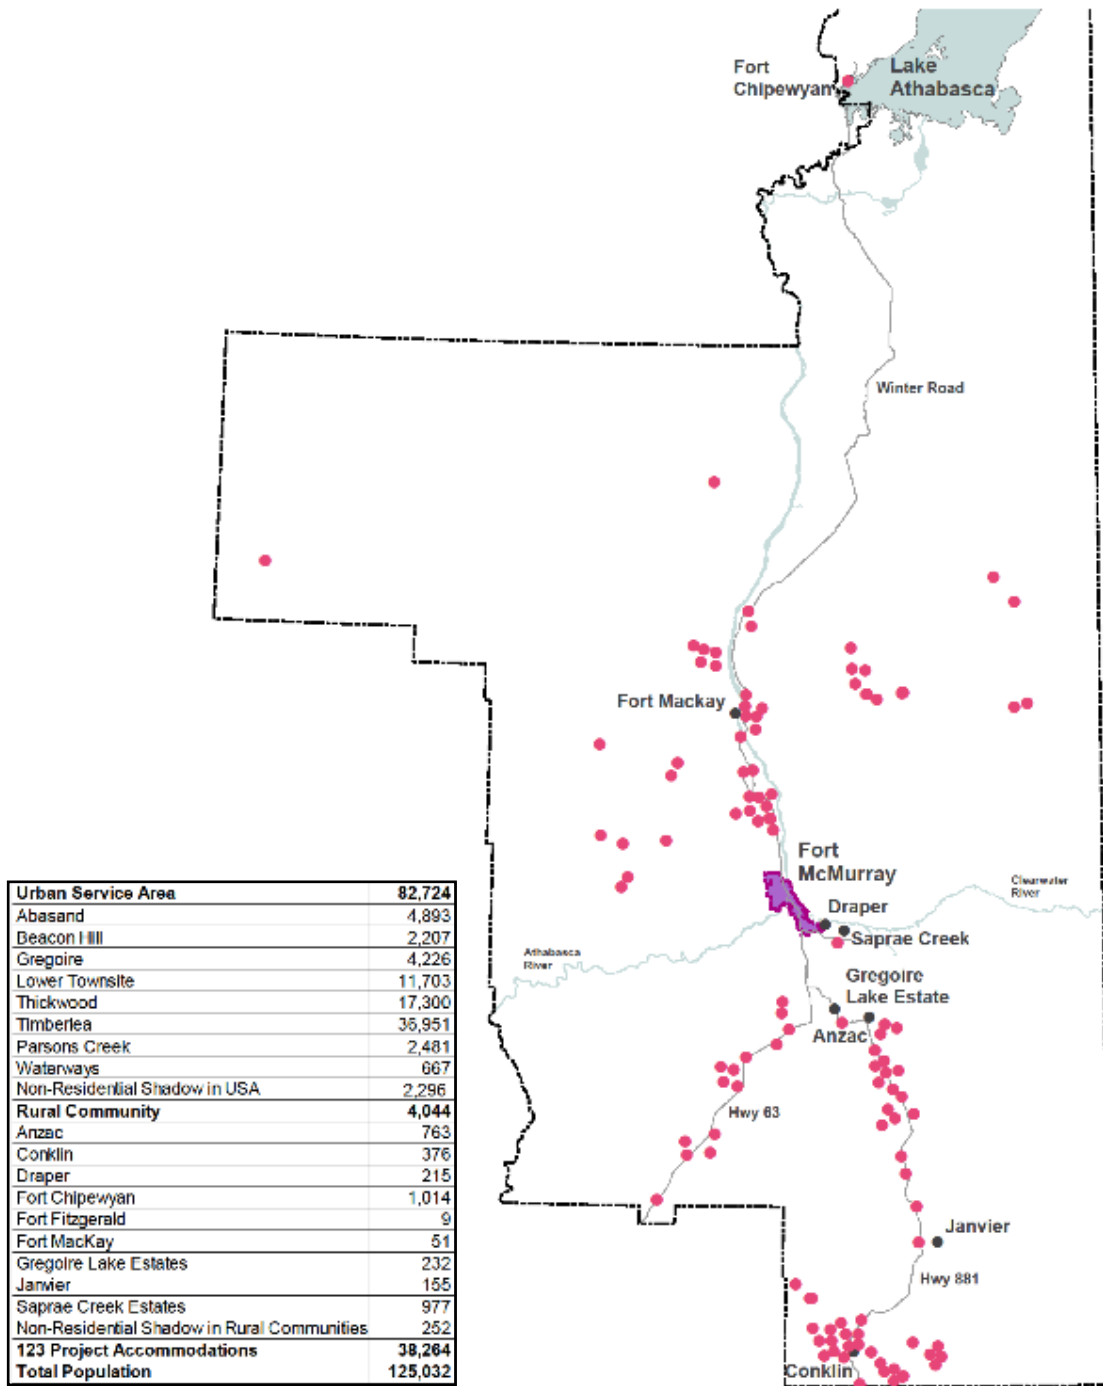 Fort
Chipewyan
Lake
Athabasca
Winter Road
Fort Mackay
Fort
McMurray
Clearwater
River
Draper
Saprae Creek
Athabasca
River
Gregoire
Lake Estate
Anzac
Hwy 63
Janvier
Hwy 881
Conklin
Urban Service Area 82,724
Abasand 4,893
Beacon Hill 2,207
Gregoire 4,226
Lower Townsite 11,703
Thickwood 17,300
Timberlea 36,951
Parsons Creek 2,481
Waterways 667
Non-Residential Shadow in USA 2,296
Rural Community 4,044
Anzac 763
Conklin 376
Draper 215
Fort Chipewyan 1,014
Fort Fitzgerald 9
Fort MacKay 51
Gregoire Lake Estates 232
Janvier 155
Saprae Creek Estates 977
Non-Residential Shadow in Rural Communities 252
123 Project Accommodations 38,264
Total Population 125,032